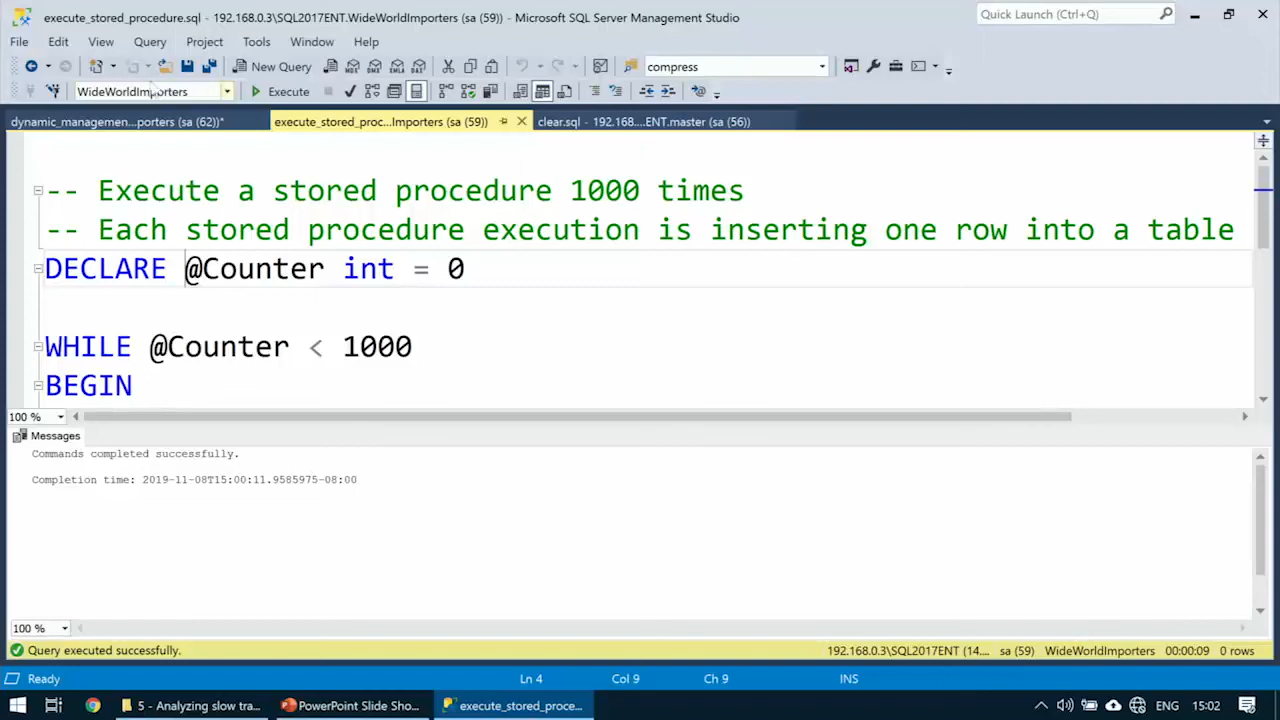 execute_stored_procedure.sql - 192.168.0.3\SQL2017ENT.WideWorldImporters (sa (59)) - Microsoft SQL Server Management Studio
Quick Launch (Ctrl+Q)
File Edit View Query Project Tools Window Help
New Query
MDX DMX XMLA DAX
compress
WideWorldImporters
Execute
dynamic_managemen...porters (sa (62))*
execute_stored_proc...Importers (sa (59))
clear.sql - 192.168....ENT.master (sa (56))
-- Execute a stored procedure 1000 times
-- Each stored procedure execution is inserting one row into a table
DECLARE @Counter int = 0
WHILE @Counter < 1000
BEGIN
100 %
Messages
Commands completed successfully.
Completion time: 2019-11-08T15:00:11.9585975-08:00
100 %
Query executed successfully.
192.168.0.3\SQL2017ENT (14.... sa (59) WideWorldImporters 00:00:09 0 rows
Ready Ln 4 Col 9 Ch 9 INS
5 - Analyzing slow tra... PowerPoint Slide Sho... execute_stored_proce... ENG 15:02